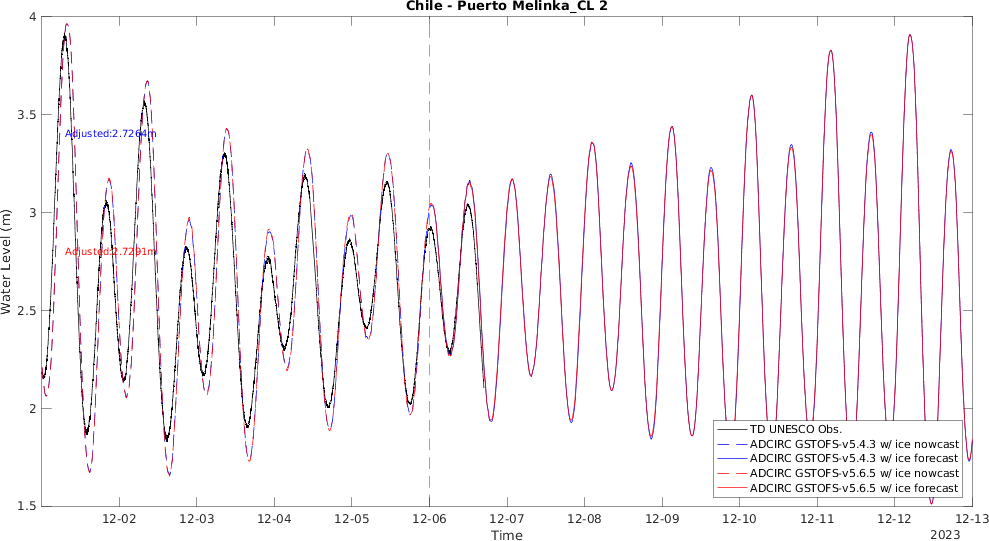 Chile - Puerto Melinka_CL 2
Water Level (m)
4
3.5
3
2.5
2
1.5
Adjusted:2.7264m
Adjusted:2.7291m
TD UNESCO Obs.
ADCIRC GSTOFS-v5.4.3 w/ ice nowcast
ADCIRC GSTOFS-v5.4.3 w/ ice forecast
ADCIRC GSTOFS-v5.6.5 w/ ice nowcast
ADCIRC GSTOFS-v5.6.5 w/ ice forecast
12-02 12-03 12-04 12-05 12-06 12-07 12-08 12-09 12-10 12-11 12-12 12-13
Time
2023